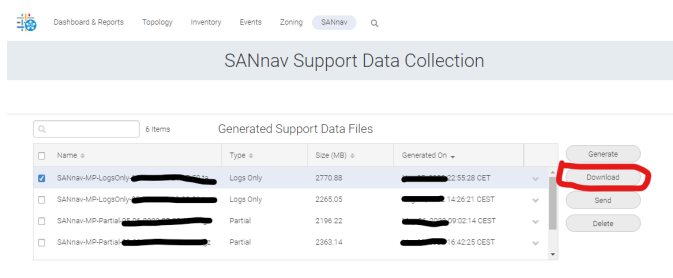 Dashboard & Reports Topology Inventory Events Zoning SANnav
SANnav Support Data Collection
6 Items Generated Support Data Files
Name Type Size (MB) Generated On
Generate
SANnav-MP-LogsOnly- Logs Only 2770.88 22:55:28 CET
Download
SANnav-MP-LogsOnly- Logs Only 2265.05 14:26:21 CEST
Send
SANnav-MP-Partial- Partial 2196.22 09:02:14 CEST
Delete
SANnav-MP-Partial- Partial 2363.14 16:42:25 CEST